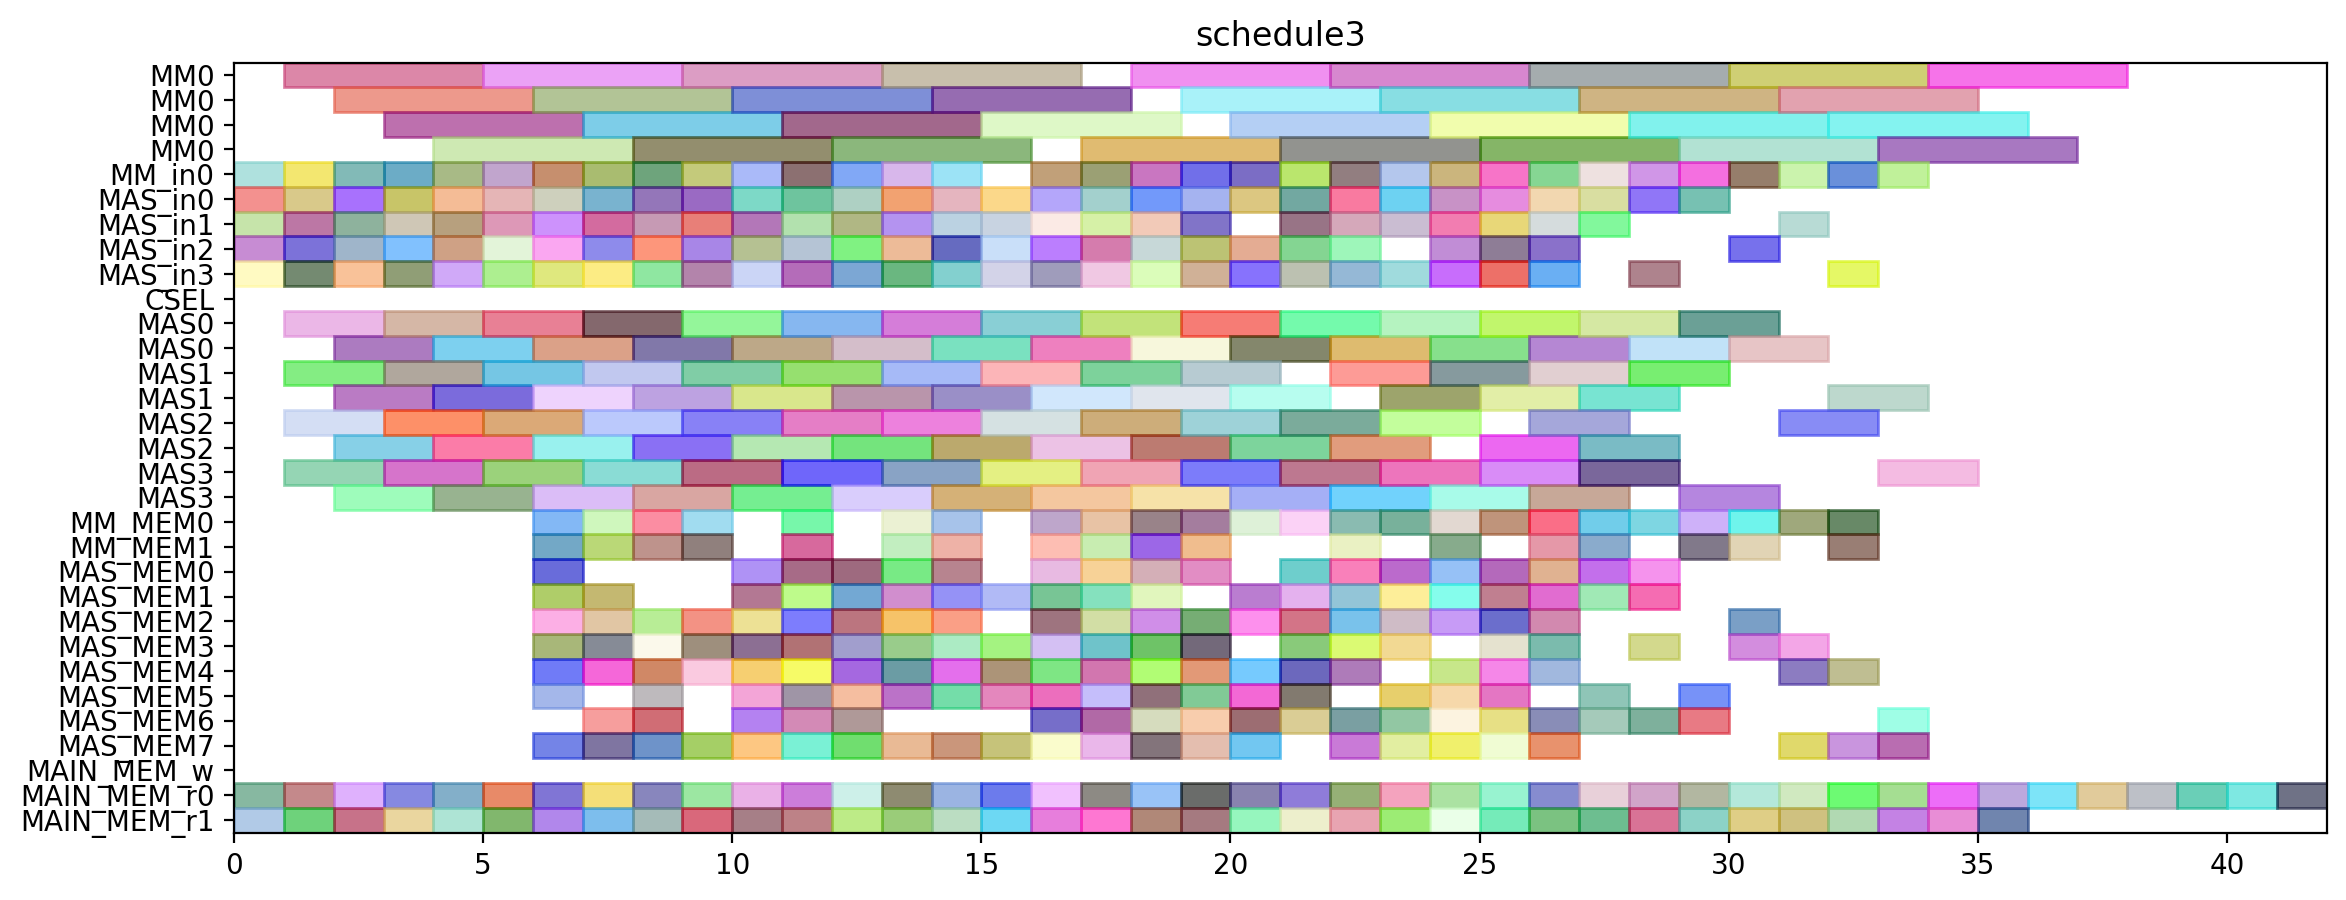 schedule3
MM0
MM0
MM0
MM0
MM_in0
MAS_in0
MAS_in1
MAS_in2
MAS_in3
CSEL
MAS0
MAS0
MAS1
MAS1
MAS2
MAS2
MAS3
MAS3
MM_MEM0
MM_MEM1
MAS_MEM0
MAS_MEM1
MAS_MEM2
MAS_MEM3
MAS_MEM4
MAS_MEM5
MAS_MEM6
MAS_MEM7
MAIN_MEM_w
MAIN_MEM_r0
MAIN_MEM_r1
0 5 10 15 20 25 30 35 40